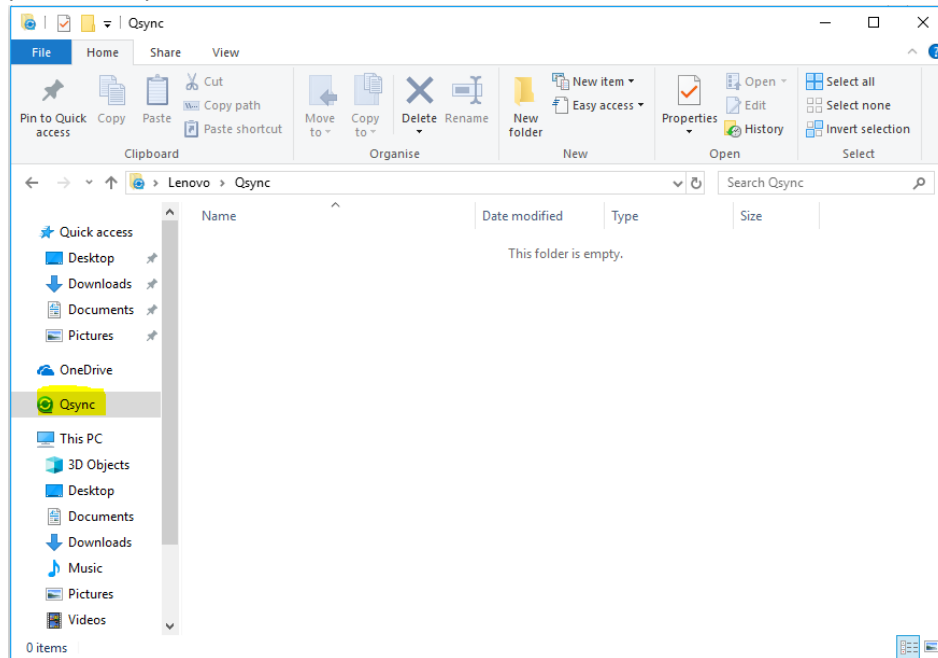 Qsync
File Home Share View
Pin to Quick access
Copy
Paste
Cut
Copy path
Paste shortcut
Clipboard
Move to
Copy to
Delete
Rename
Organise
New folder
New item
Easy access
New
Properties
Open
Edit
History
Open
Select all
Select none
Invert selection
Select
Lenovo > Qsync
Search Qsync
Name Date modified Type Size
This folder is empty.
Quick access
Desktop
Downloads
Documents
Pictures
OneDrive
Qsync
This PC
3D Objects
Desktop
Documents
Downloads
Music
Pictures
Videos
0 items